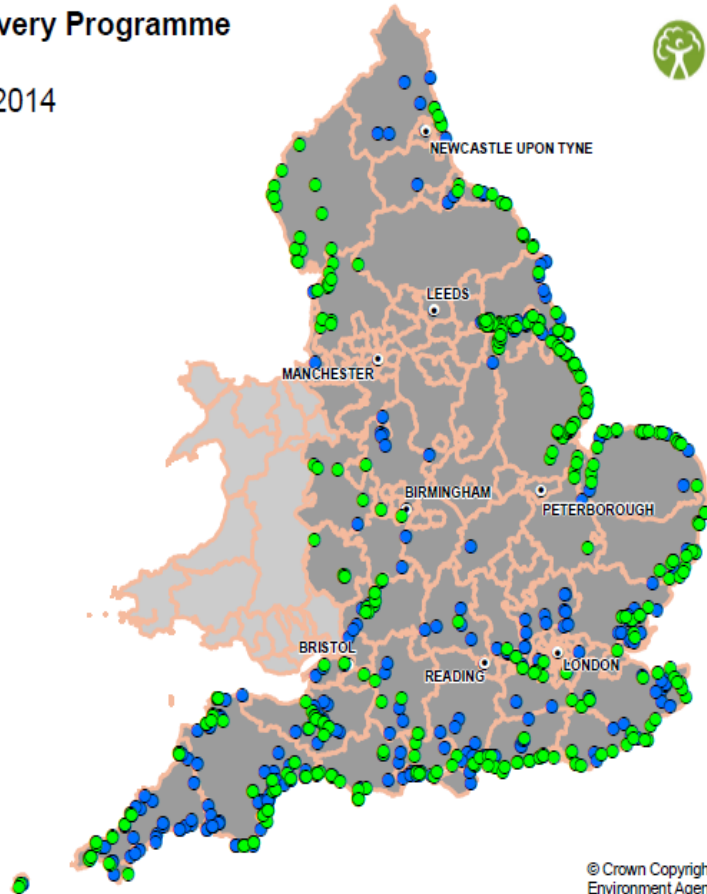 very Programme
2014
NEWCASTLE UPON TYNE
LEEDS
MANCHESTER
BIRMINGHAM
PETERBOROUGH
BRISTOL
READING
LONDON
© Crown Copyrigh
Environment Agen